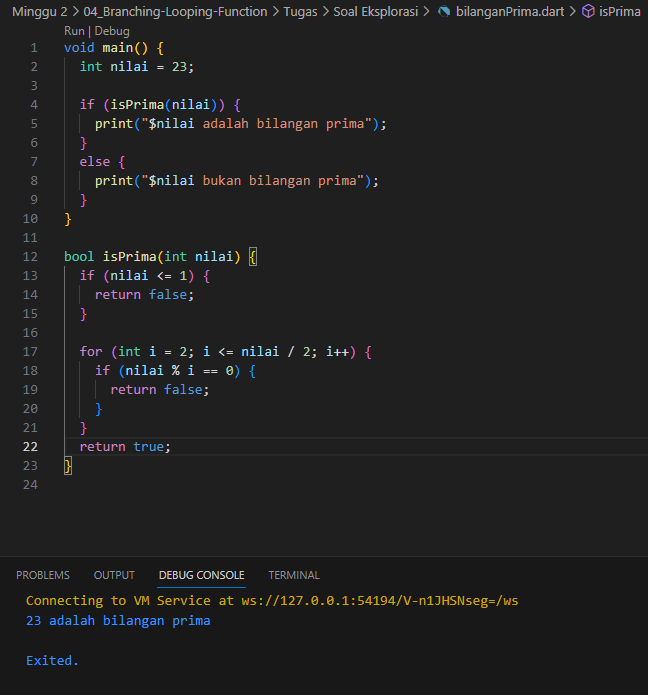 Minggu 2 > 04_Branching-Looping-Function > Tugas > Soal Eksplorasi > bilanganPrima.dart > isPrima
Run | Debug
1 void main() {
2   int nilai = 23;
3
4   if (isPrima(nilai)) {
5     print("$nilai adalah bilangan prima");
6   }
7   else {
8     print("$nilai bukan bilangan prima");
9   }
10 }
11
12 bool isPrima(int nilai) {
13   if (nilai <= 1) {
14     return false;
15   }
16
17   for (int i = 2; i <= nilai / 2; i++) {
18     if (nilai % i == 0) {
19       return false;
20     }
21   }
22   return true;
23 }
24
PROBLEMS OUTPUT DEBUG CONSOLE TERMINAL
Connecting to VM Service at ws://127.0.0.1:54194/V-n1JHSNseg=/ws
23 adalah bilangan prima
Exited.